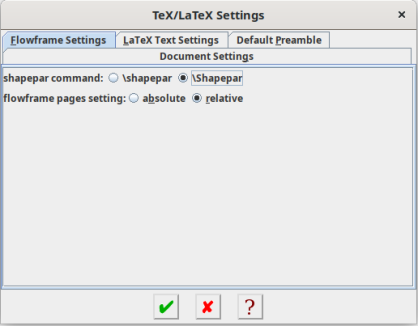 TeX/LaTeX Settings ×
Flowframe Settings LaTeX Text Settings Default Preamble
Document Settings
shapepar command: \shapepar \Shapepar
flowframe pages setting: absolute relative
✔ ✘ ?